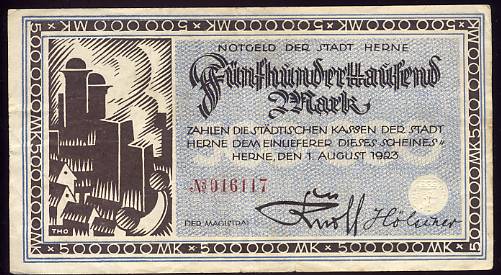 500000 MK 500000 MK 500000 MK
NOTGELD DER STADT HERNE
Fünfhunderttausend
Mark
ZAHLEN DIE STÄDTISCHEN KASSEN DER STADT
HERNE DEM EINLIEFERER DIESES SCHEINES"
HERNE, DEN 1. AUGUST 1923
No 016117
DER MAGISTRAT
THO
5000000 MK 500000 MK 500000 MK